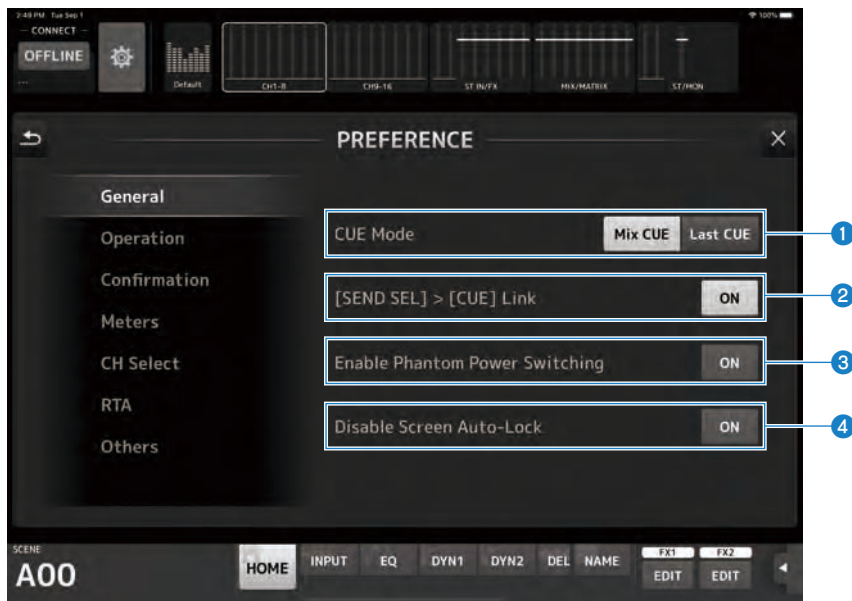 2:49 PM Tue Sep 1
100%
CONNECT
OFFLINE
...
Default
CH1-8
CH9-16
ST IN/FX
MIX/MATRIX
ST/MON
PREFERENCE
General
Operation
Confirmation
Meters
CH Select
RTA
Others
CUE Mode
Mix CUE
Last CUE
1
[SEND SEL] > [CUE] Link
ON
2
Enable Phantom Power Switching
ON
3
Disable Screen Auto-Lock
ON
4
SCENE
A00
HOME
INPUT
EQ
DYN1
DYN2
DEL
NAME
FX1
EDIT
FX2
EDIT